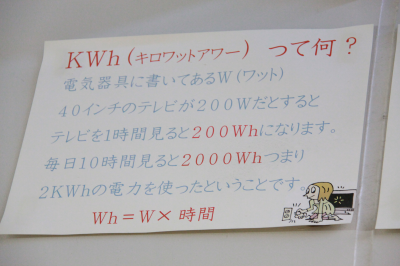 KWh(キロワットアワー) って何?
電気器具に書いてあるW(ワット)
40インチのテレビが200Wだとすると
テレビを1時間見ると200Whになります。
毎日10時間見ると2000Whつまり
2KWhの電力を使ったということです。
Wh=W×時間